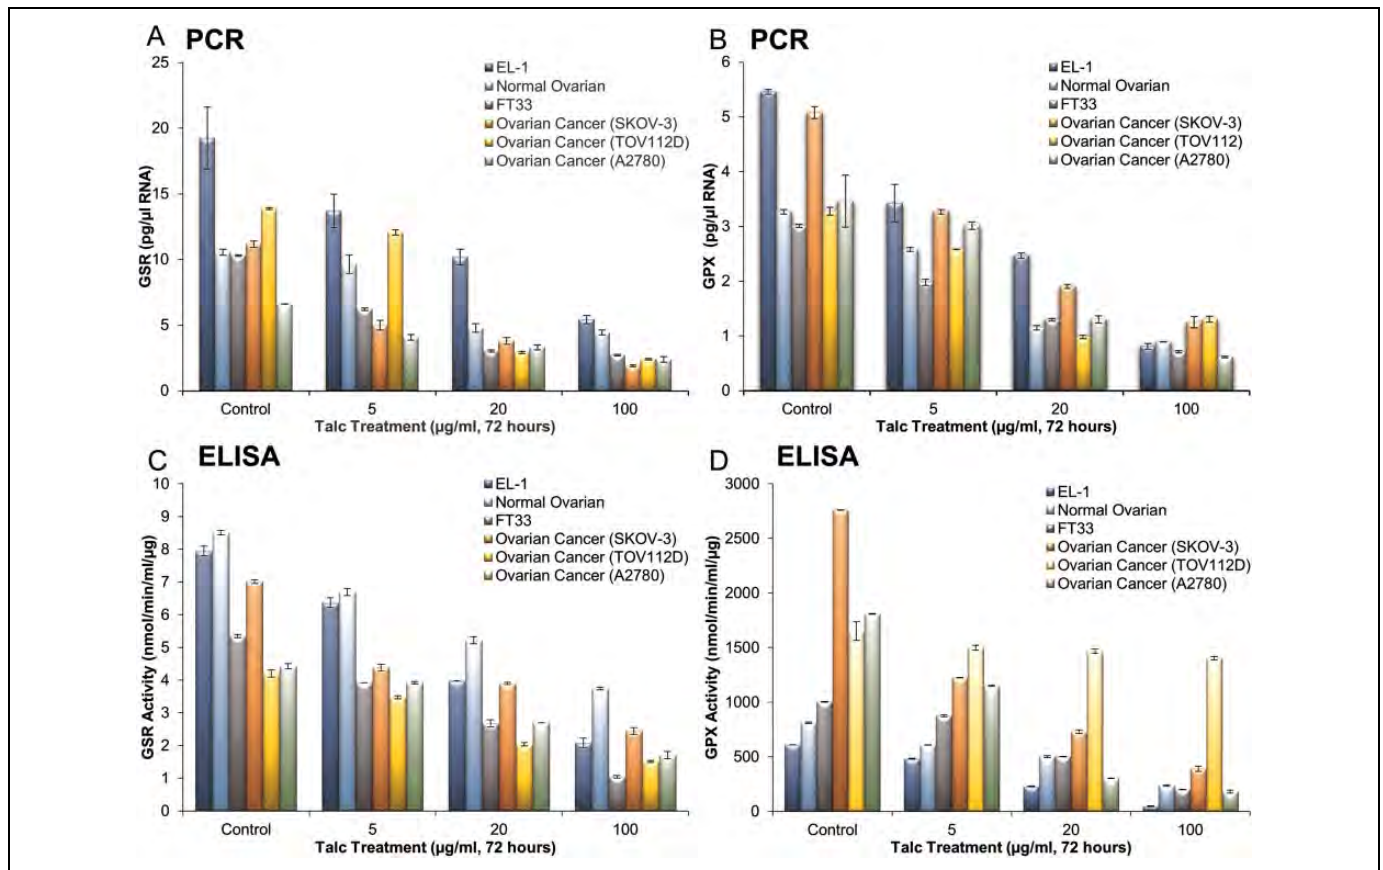 A PCR
25
20
15
10
5
0
GSR (pg/µl RNA)
EL-1
Normal Ovarian
FT33
Ovarian Cancer (SKOV-3)
Ovarian Cancer (TOV112D)
Ovarian Cancer (A2780)
Control 5 20 100
Talc Treatment (µg/ml, 72 hours)
B PCR
6
5
4
3
2
1
0
GPX (pg/µl RNA)
EL-1
Normal Ovarian
FT33
Ovarian Cancer (SKOV-3)
Ovarian Cancer (TOV112)
Ovarian Cancer (A2780)
Control 5 20 100
Talc Treatment (µg/ml, 72 hours)
C ELISA
10
9
8
7
6
5
4
3
2
1
0
GSR Activity (nmol/min/ml/µg)
EL-1
Normal Ovarian
FT33
Ovarian Cancer (SKOV-3)
Ovarian Cancer (TOV112D)
Ovarian Cancer (A2780)
Control 5 20 100
Talc Treatment (µg/ml, 72 hours)
D ELISA
3000
2500
2000
1500
1000
500
0
GPX Activity (nmol/min/ml/µg)
EL-1
Normal Ovarian
FT33
Ovarian Cancer (SKOV-3)
Ovarian Cancer (TOV112D)
Ovarian Cancer (A2780)
Control 5 20 100
Talc Treatment (µg/ml, 72 hours)